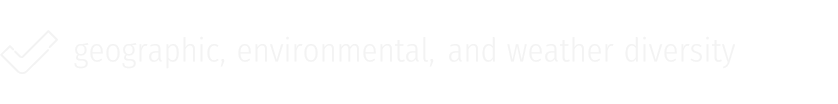 geographic, environmental, and weather diversity